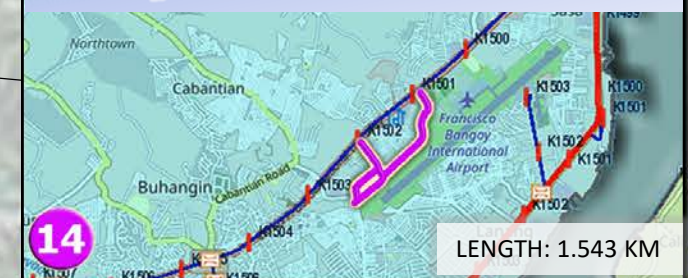 Northtown
K1500
Cabantian
K1501
K1503
K1500
K1501
Francisco
Bangoy
International
Airport
K1502
K1502
K1501
Buhangin
Cabantian Road
K1503
K1502
K1504
14
LENGTH: 1.543 KM